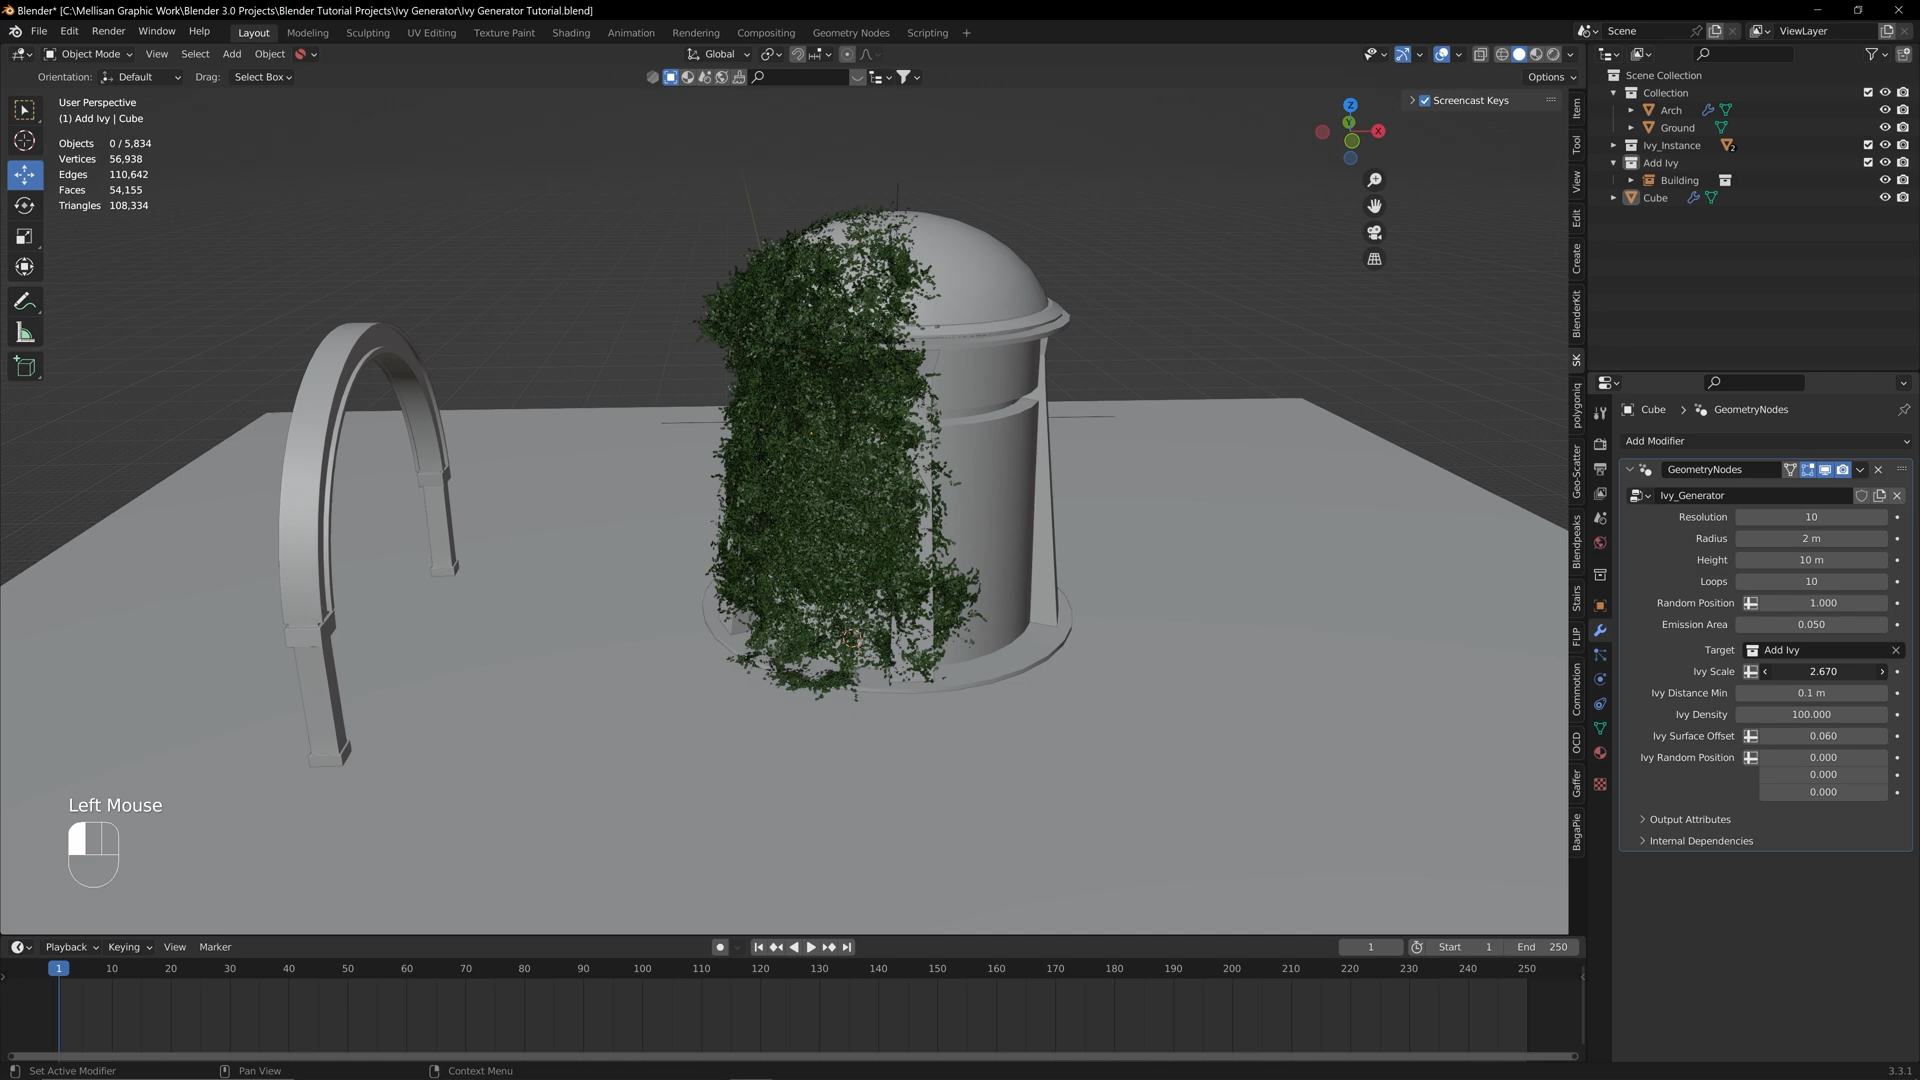 Blender* [C:\Mellisan Graphic Work\Blender 3.0 Projects\Blender Tutorial Projects\Ivy Generator\Ivy Generator Tutorial.blend]
File Edit Render Window Help Layout Modeling Sculpting UV Editing Texture Paint Shading Animation Rendering Compositing Geometry Nodes Scripting + Scene ViewLayer
Object Mode View Select Add Object Global
Orientation: Default Drag: Select Box Options
User Perspective
(1) Add Ivy | Cube
Objects 0 / 5,834
Vertices 56,938
Edges 110,642
Faces 54,155
Triangles 108,334
Screencast Keys
Z
Y
X
Item
Tool
View
Edit
Create
BlenderKit
SK
polygoniq
Geo-Scatter
Blendpeaks
Stairs
FLIP
Commotion
OCD
Gaffer
BagaPie
Scene Collection
Collection
Arch
Ground
Ivy_Instance 2
Add Ivy
Building
Cube
Cube > GeometryNodes
Add Modifier
GeometryNodes
Ivy_Generator
Resolution 10
Radius 2 m
Height 10 m
Loops 10
Random Position 1.000
Emission Area 0.050
Target Add Ivy
Ivy Scale 2.670
Ivy Distance Min 0.1 m
Ivy Density 100.000
Ivy Surface Offset 0.060
Ivy Random Position 0.000
0.000
0.000
Output Attributes
Internal Dependencies
Left Mouse
Playback Keying View Marker 1 Start 1 End 250
1 10 20 30 40 50 60 70 80 90 100 110 120 130 140 150 160 170 180 190 200 210 220 230 240 250
Set Active Modifier Pan View Context Menu 3.3.1